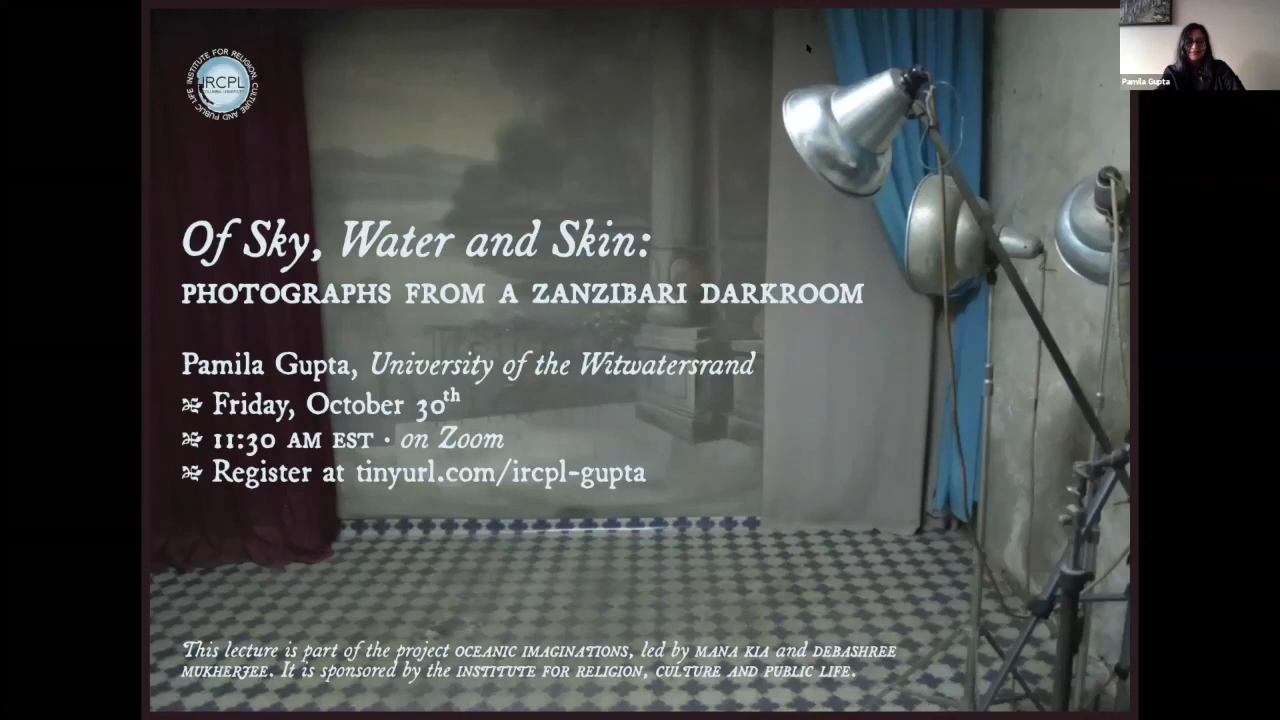 INSTITUTE FOR RELIGION, CULTURE AND PUBLIC LIFE
IRCPL
COLUMBIA UNIVERSITY
Pamila Gupta
Of Sky, Water and Skin:
PHOTOGRAPHS FROM A ZANZIBARI DARKROOM
Pamila Gupta, University of the Witwatersrand
Friday, October 30th
11:30 AM EST · on Zoom
Register at tinyurl.com/ircpl-gupta
This lecture is part of the project OCEANIC IMAGINATIONS, led by MANA KIA and DEBASHREE
MUKHERJEE. It is sponsored by the INSTITUTE FOR RELIGION, CULTURE AND PUBLIC LIFE.